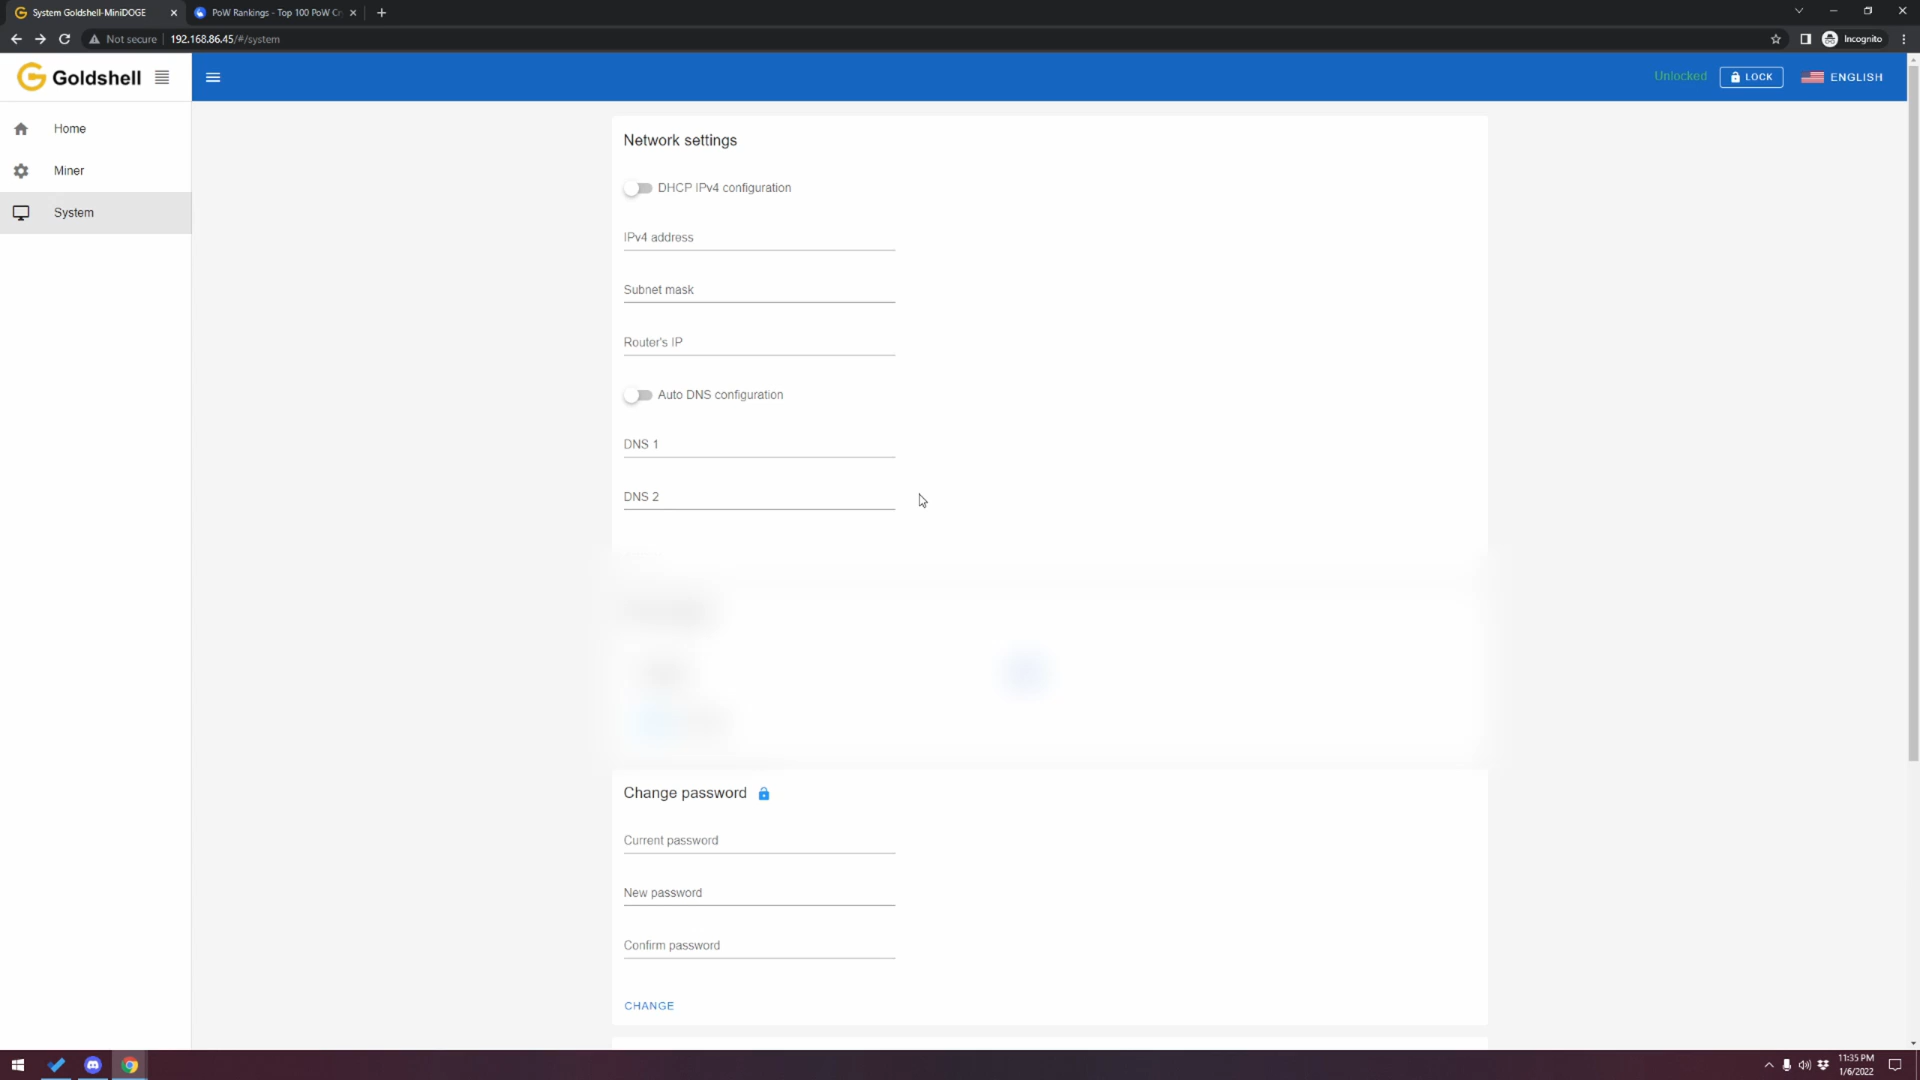 System Goldshell-MiniDOGE
PoW Rankings - Top 100 PoW Cr
Not secure
192.168.86.45/#/system
Incognito
Goldshell
Unlocked
LOCK
ENGLISH
Home
Miner
System
Network settings
DHCP IPv4 configuration
IPv4 address
Subnet mask
Router's IP
Auto DNS configuration
DNS 1
DNS 2
Change password
Current password
New password
Confirm password
CHANGE
11:35 PM
1/6/2022